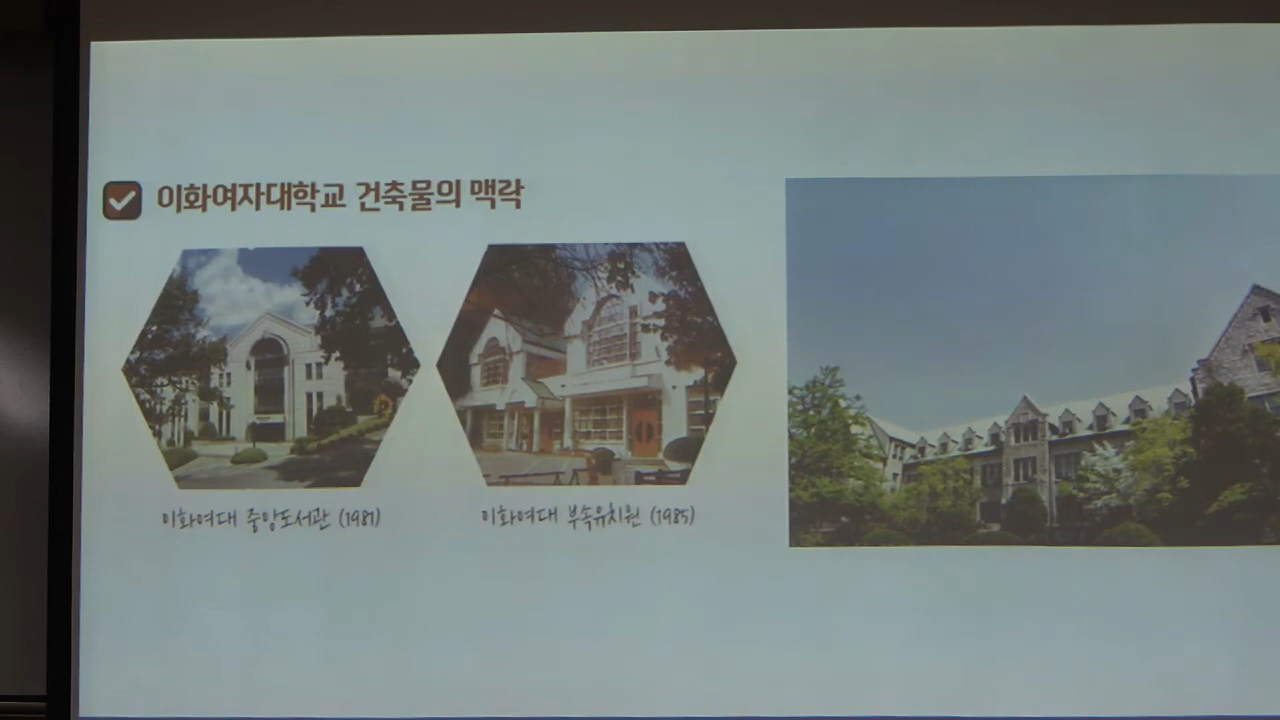 이화여자대학교 건축물의 맥락
이화여대 중앙도서관 (1981)
이화여대 부속유치원 (1985)